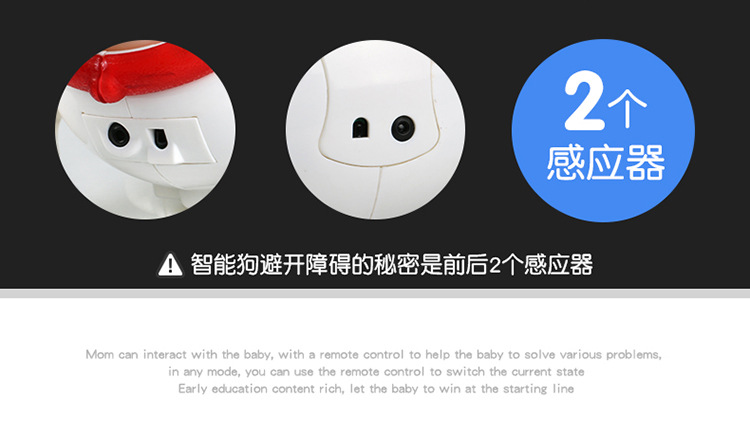 2个
感应器
智能狗避开障碍的秘密是前后2个感应器
Mom can interact with the baby, with a remote control to help the baby to solve various problems,
in any mode, you can use the remote control to switch the current state
Early education content rich, let the baby to win at the starting line